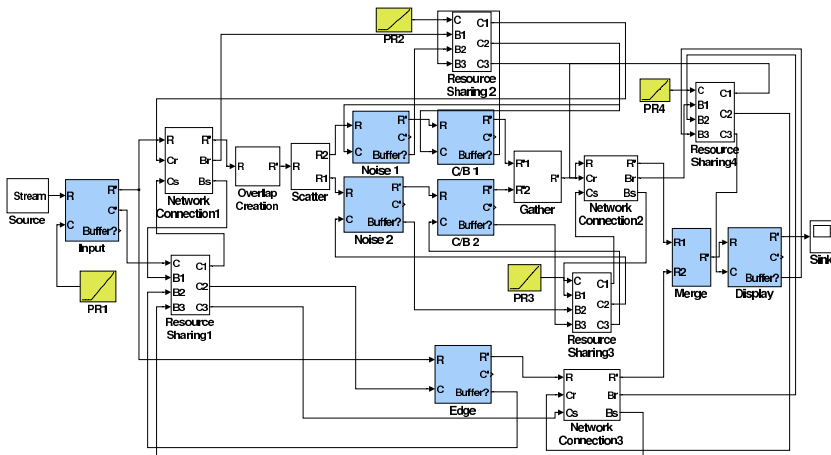 PR2
C
B1
B2
B3
C1
C2
C3
Resource
Sharing 2
PR4
C
B1
B2
B3
C1
C2
C3
Resource
Sharing4
R
Cr
Cs
R"
Br
Bs
Network
Connection1
R
R"
Overlap
Creation
R
R2
R1
Scatter
R
C
R"
C"
Buffer?
Noise 1
R
C
R"
C"
Buffer?
C/B 1
R
C
R"
C"
Buffer?
Noise 2
R
C
R"
C"
Buffer?
C/B 2
R"1
R"2
R"
Gather
R
Cr
Cs
R"
Br
Bs
Network
Connection2
Stream
Source
R
C
R"
C"
Buffer?
Input
PR1
C
B1
B2
B3
C1
C2
C3
Resource
Sharing1
PR3
C
B1
B2
B3
C1
C2
C3
Resource
Sharing3
R1
R2
R"
Merge
R
C
R"
C"
Buffer?
Display
Sink
R
C
R"
C"
Buffer?
Edge
R
Cr
Cs
R"
Br
Bs
Network
Connection3